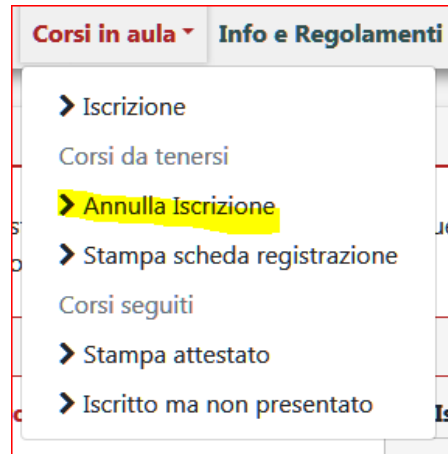 Corsi in aula Info e Regolamenti
Iscrizione
Corsi da tenersi
Annulla Iscrizione
Stampa scheda registrazione
Corsi seguiti
Stampa attestato
Iscritto ma non presentato